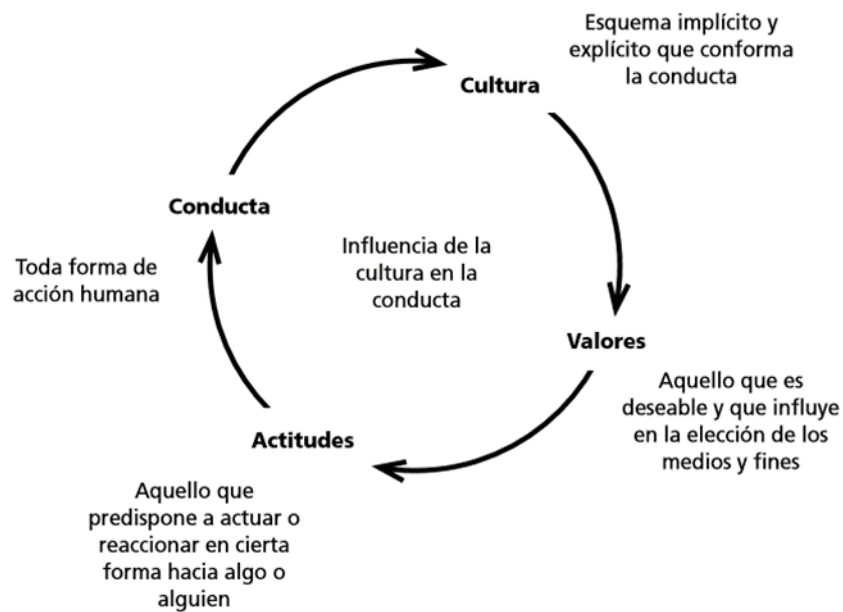 Esquema implícito y
explícito que conforma
la conducta
Cultura
Conducta
Toda forma de
acción humana
Influencia de la
cultura en la
conducta
Valores
Aquello que es
deseable y que influye
en la elección de los
medios y fines
Actitudes
Aquello que
predispone a actuar o
reaccionar en cierta
forma hacia algo o
alguien